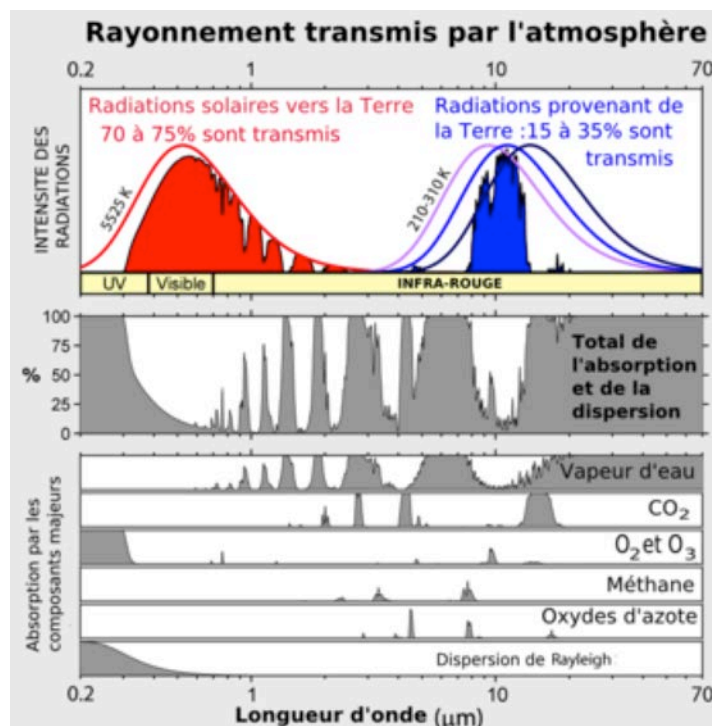 Rayonnement transmis par l'atmosphère
0.2 1 10 70
Radiations solaires vers la Terre
70 à 75% sont transmis
Radiations provenant de
la Terre :15 à 35% sont
transmis
INTENSITE DES
RADIATIONS
5525 K
210-310 K
UV Visible INFRA-ROUGE
100
75
50
25
0
%
Total de
l'absorption
et de la
dispersion
Absorption par les
composants majeurs
Vapeur d'eau
CO₂
O₂ et O₃
Méthane
Oxydes d'azote
Dispersion de Rayleigh
0.2 1 10 70
Longueur d'onde (μm)